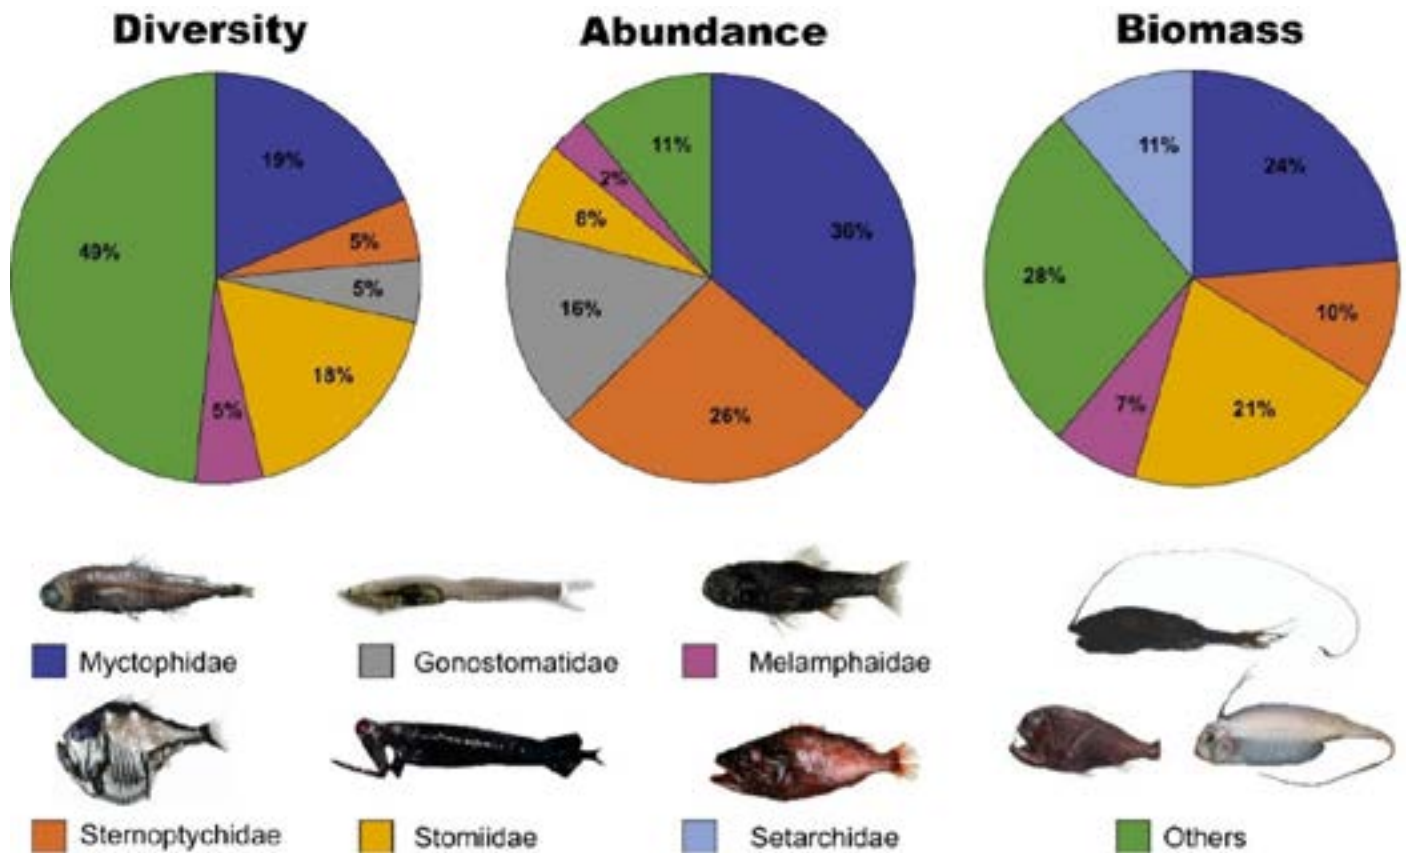 Diversity
Abundance
Biomass
19%
5%
5%
18%
5%
49%
36%
26%
16%
2%
11%
24%
10%
21%
7%
28%
11%
Myctophidae
Gonostomatidae
Melamphaidae
Sternoptychidae
Stomiidae
Setarchidae
Others